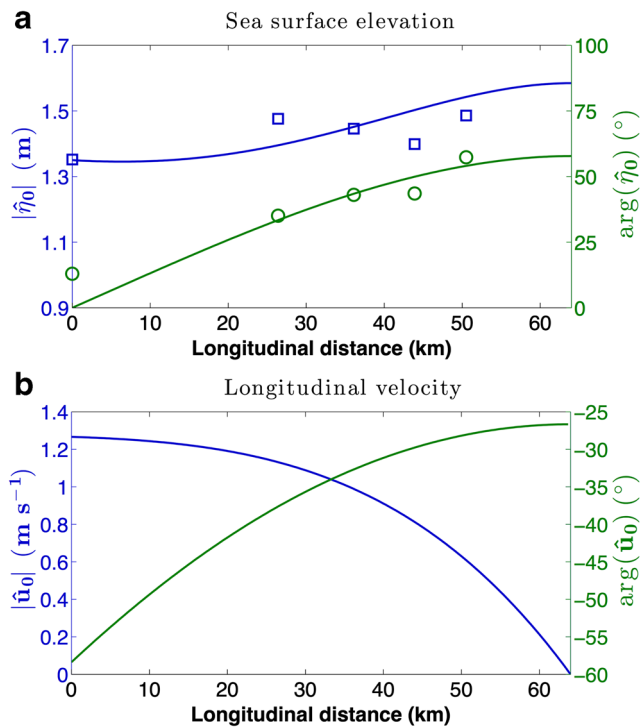 a
Sea surface elevation
1.7
1.5
1.3
1.1
0.9
|η̂₀| (m)
100
75
50
25
0
arg(η̂₀) (°)
0 10 20 30 40 50 60
Longitudinal distance (km)
b
Longitudinal velocity
1.4
1.2
1
0.8
0.6
0.4
0.2
0
|û₀| (m s⁻¹)
−25
−30
−35
−40
−45
−50
−55
−60
arg(û₀) (°)
0 10 20 30 40 50 60
Longitudinal distance (km)